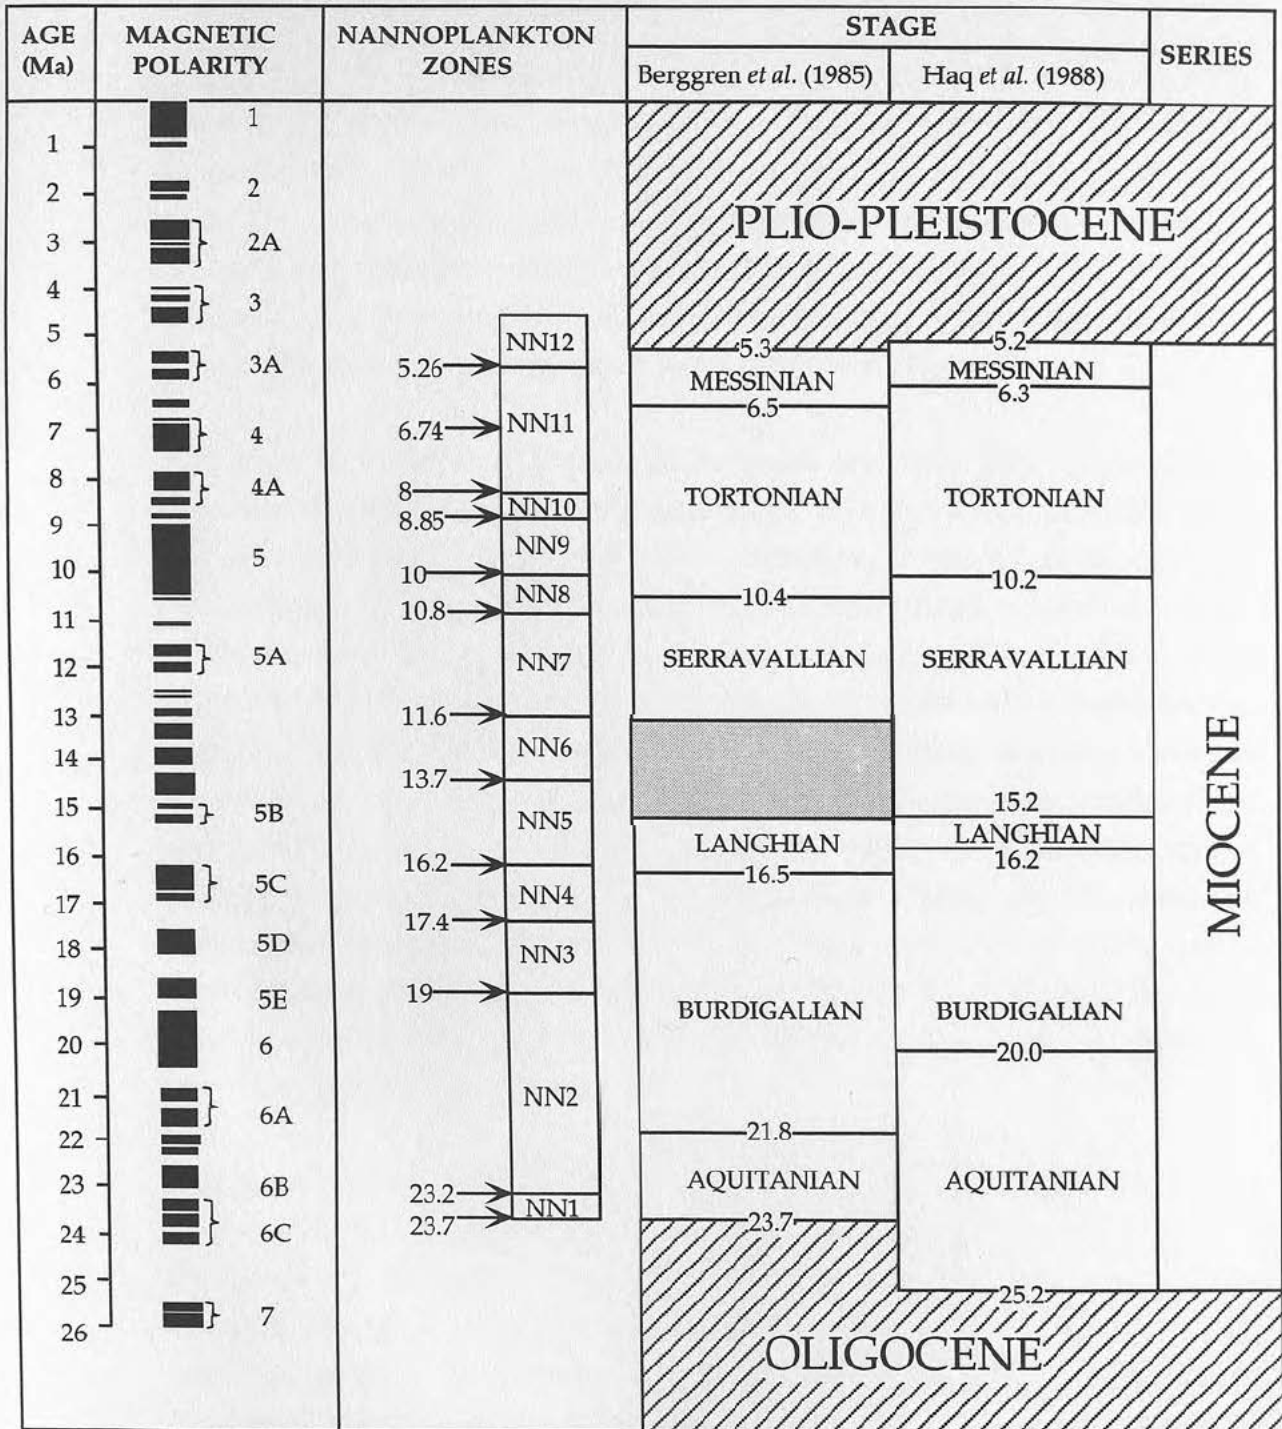 AGE (Ma)
MAGNETIC POLARITY
NANNOPLANKTON ZONES
STAGE
Berggren et al. (1985)
Haq et al. (1988)
SERIES
1
2
3
4
5
6
7
8
9
10
11
12
13
14
15
16
17
18
19
20
21
22
23
24
25
26
1
2
2A
3
3A
4
4A
5
5A
5B
5C
5D
5E
6
6A
6B
6C
7
5.26
6.74
8
8.85
10
10.8
11.6
13.7
16.2
17.4
19
23.2
23.7
NN12
NN11
NN10
NN9
NN8
NN7
NN6
NN5
NN4
NN3
NN2
NN1
PLIO-PLEISTOCENE
5.3
MESSINIAN
6.5
TORTONIAN
10.4
SERRAVALLIAN
LANGHIAN
16.5
BURDIGALIAN
21.8
AQUITANIAN
23.7
5.2
MESSINIAN
6.3
TORTONIAN
10.2
SERRAVALLIAN
15.2
LANGHIAN
16.2
BURDIGALIAN
20.0
AQUITANIAN
25.2
OLIGOCENE
MIOCENE